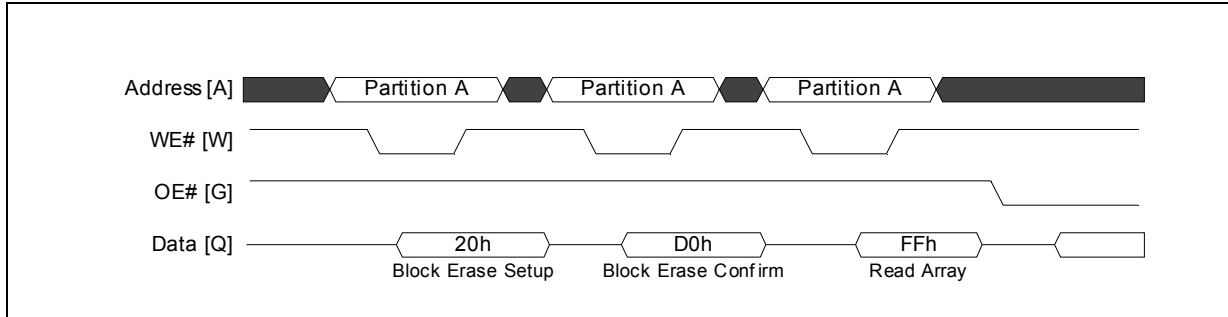 Address [A] Partition A Partition A Partition A
WE# [W]
OE# [G]
Data [Q] 20h D0h FFh
Block Erase Setup Block Erase Confirm Read Array